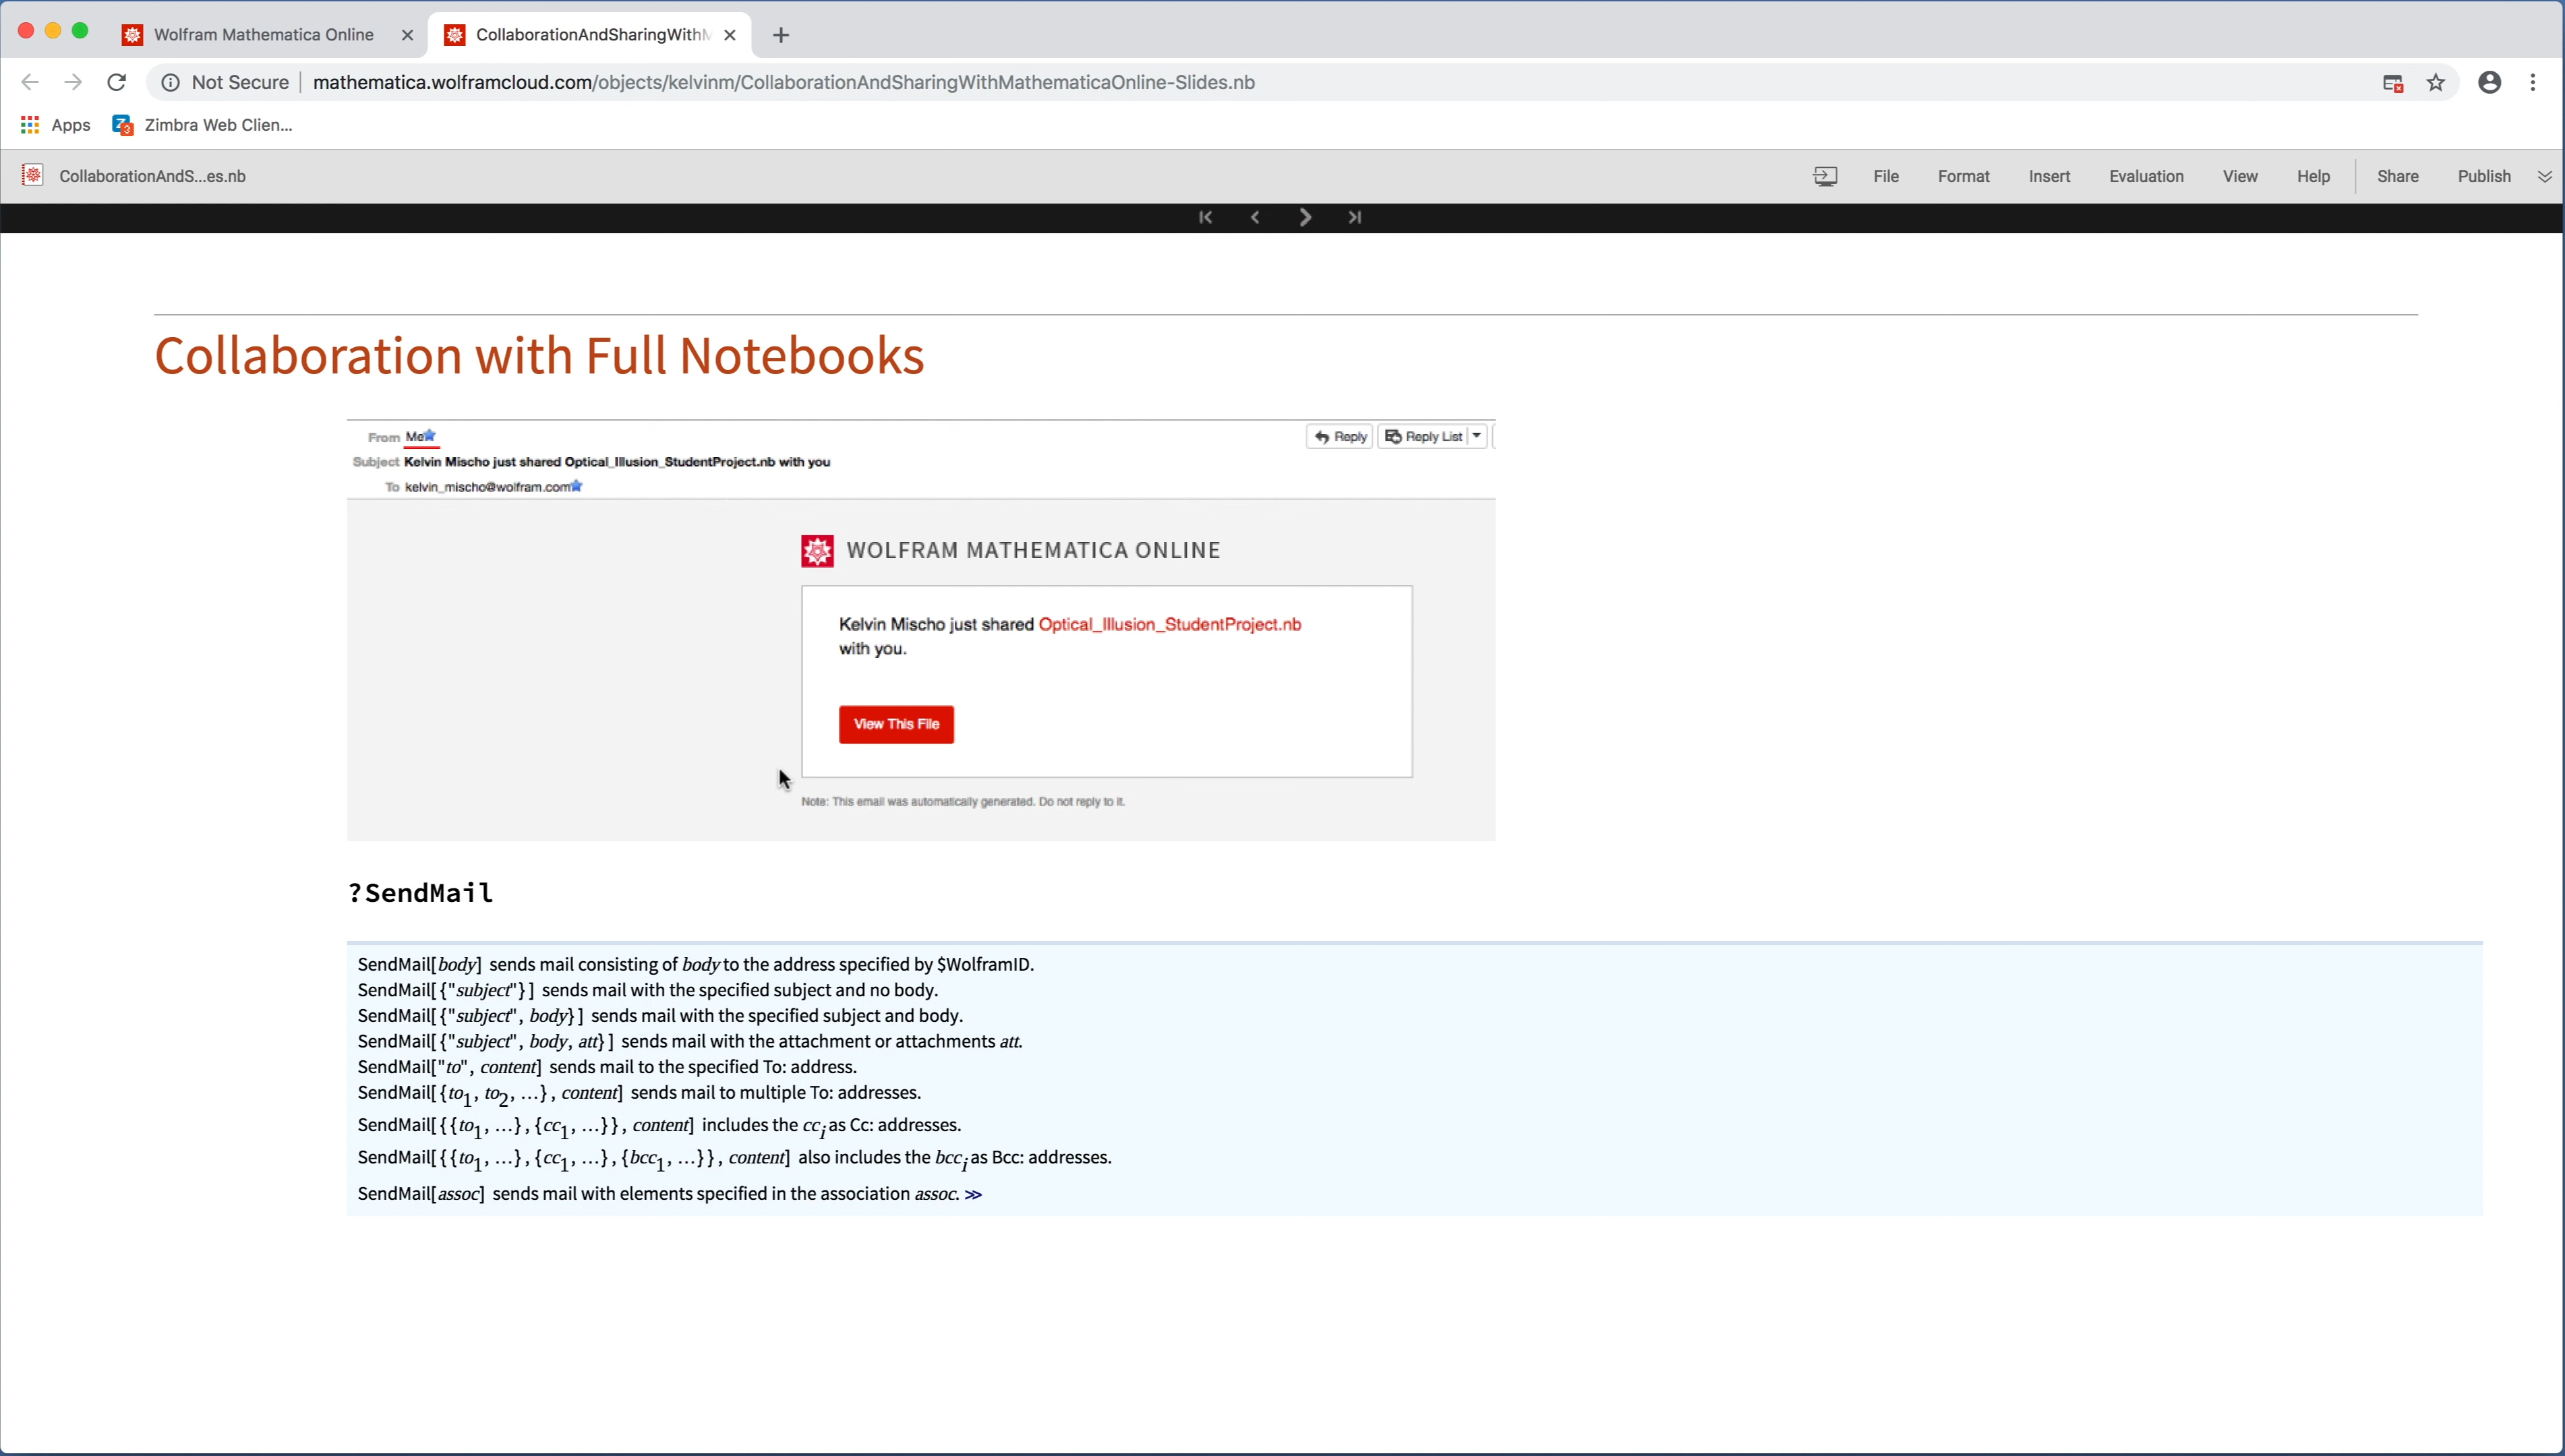 Wolfram Mathematica Online
CollaborationAndSharingWithM
Not Secure
mathematica.wolframcloud.com/objects/kelvinm/CollaborationAndSharingWithMathematicaOnline-Slides.nb
Apps
Zimbra Web Clien...
CollaborationAndS...es.nb
File
Format
Insert
Evaluation
View
Help
Share
Publish
Collaboration with Full Notebooks
From Me
Reply
Reply List
Subject Kelvin Mischo just shared Optical_Illusion_StudentProject.nb with you
To kelvin_mischo@wolfram.com
WOLFRAM MATHEMATICA ONLINE
Kelvin Mischo just shared Optical_Illusion_StudentProject.nb
with you.
View This File
Note: This email was automatically generated. Do not reply to it.
?SendMail
SendMail[body] sends mail consisting of body to the address specified by $WolframID.
SendMail[{"subject"}] sends mail with the specified subject and no body.
SendMail[{"subject", body}] sends mail with the specified subject and body.
SendMail[{"subject", body, att}] sends mail with the attachment or attachments att.
SendMail["to", content] sends mail to the specified To: address.
SendMail[{to1, to2, …}, content] sends mail to multiple To: addresses.
SendMail[{{to1, …}, {cc1, …}}, content] includes the cci as Cc: addresses.
SendMail[{{to1, …}, {cc1, …}, {bcc1, …}}, content] also includes the bcci as Bcc: addresses.
SendMail[assoc] sends mail with elements specified in the association assoc. ≫